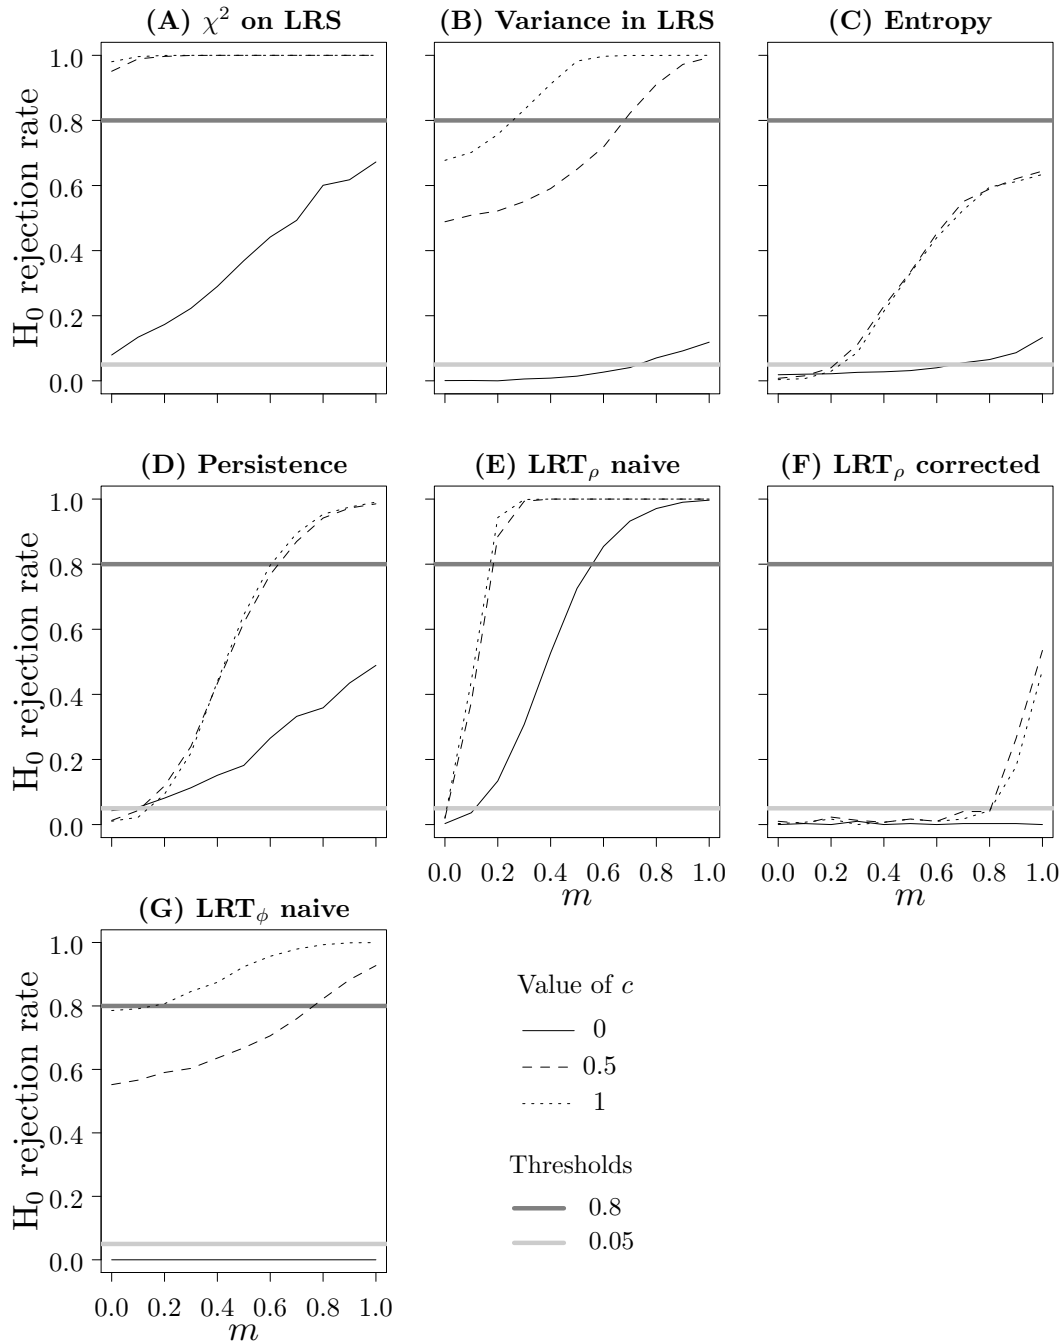 (A) χ² on LRS
(B) Variance in LRS
(C) Entropy
H₀ rejection rate
1.0
0.8
0.6
0.4
0.2
0.0
(D) Persistence
(E) LRTρ naive
(F) LRTρ corrected
H₀ rejection rate
1.0
0.8
0.6
0.4
0.2
0.0
0.0 0.2 0.4 0.6 0.8 1.0
m
0.0 0.2 0.4 0.6 0.8 1.0
m
(G) LRTϕ naive
H₀ rejection rate
1.0
0.8
0.6
0.4
0.2
0.0
0.0 0.2 0.4 0.6 0.8 1.0
m
Value of c
0
0.5
1
Thresholds
0.8
0.05